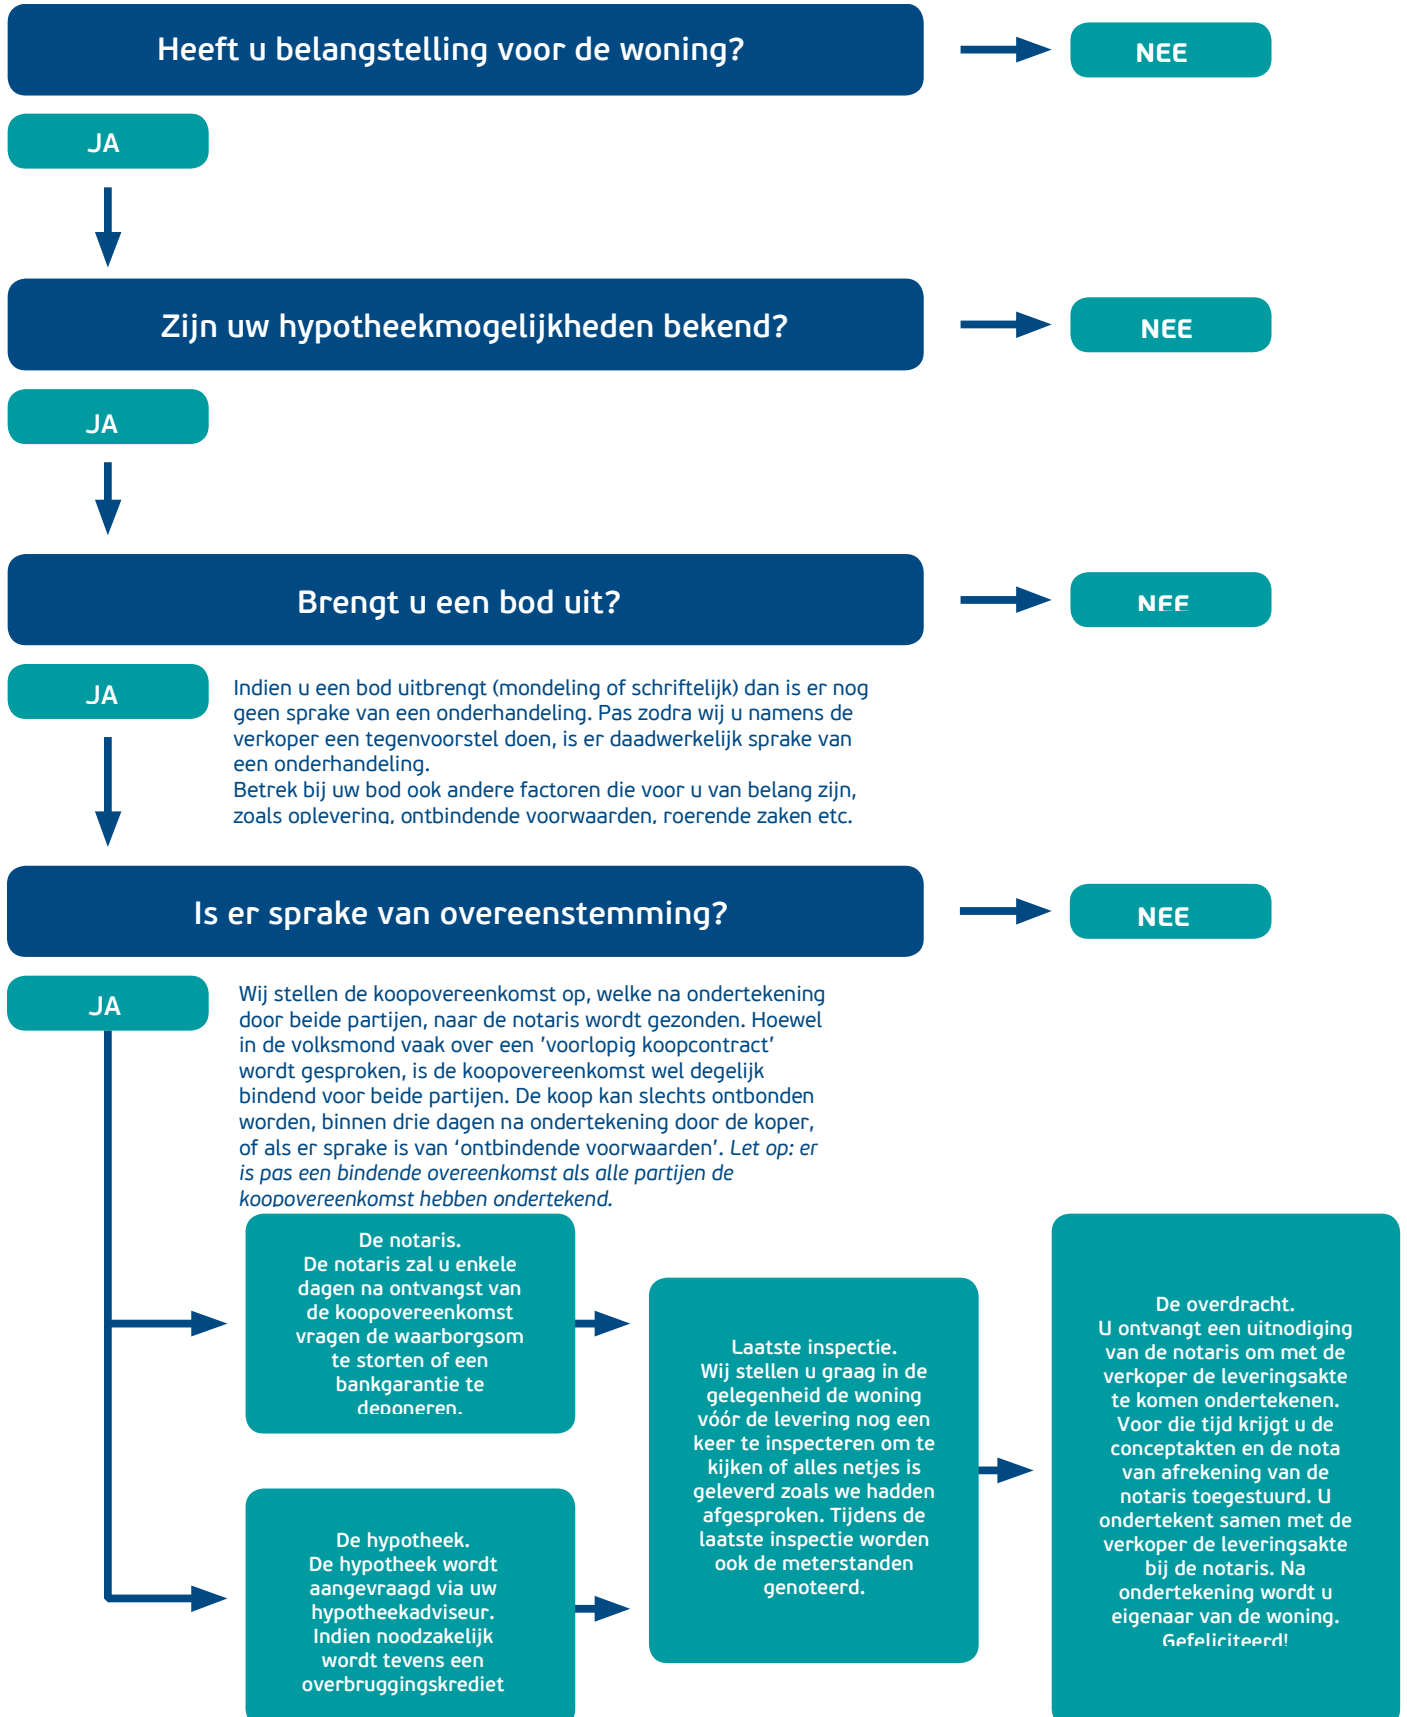 Heeft u belangstelling voor de woning?
NEE
JA
Zijn uw hypotheekmogelijkheden bekend?
NEE
JA
Brengt u een bod uit?
NEE
JA
Indien u een bod uitbrengt (mondeling of schriftelijk) dan is er nog
geen sprake van een onderhandeling. Pas zodra wij u namens de
verkoper een tegenvoorstel doen, is er daadwerkelijk sprake van
een onderhandeling.
Betrek bij uw bod ook andere factoren die voor u van belang zijn,
zoals oplevering, ontbindende voorwaarden, roerende zaken etc.
Is er sprake van overeenstemming?
NEE
JA
Wij stellen de koopovereenkomst op, welke na ondertekening
door beide partijen, naar de notaris wordt gezonden. Hoewel
in de volksmond vaak over een 'voorlopig koopcontract'
wordt gesproken, is de koopovereenkomst wel degelijk
bindend voor beide partijen. De koop kan slechts ontbonden
worden, binnen drie dagen na ondertekening door de koper,
of als er sprake is van ‘ontbindende voorwaarden’. Let op: er
is pas een bindende overeenkomst als alle partijen de
koopovereenkomst hebben ondertekend.
De notaris.
De notaris zal u enkele
dagen na ontvangst van
de koopovereenkomst
vragen de waarborgsom
te storten of een
bankgarantie te
deponeren.
De hypotheek.
De hypotheek wordt
aangevraagd via uw
hypotheekadviseur.
Indien noodzakelijk
wordt tevens een
overbruggingskrediet
Laatste inspectie.
Wij stellen u graag in de
gelegenheid de woning
vóór de levering nog een
keer te inspecteren om te
kijken of alles netjes is
geleverd zoals we hadden
afgesproken. Tijdens de
laatste inspectie worden
ook de meterstanden
genoteerd.
De overdracht.
U ontvangt een uitnodiging
van de notaris om met de
verkoper de leveringsakte
te komen ondertekenen.
Voor die tijd krijgt u de
conceptakten en de nota
van afrekening van de
notaris toegestuurd. U
ondertekent samen met de
verkoper de leveringsakte
bij de notaris. Na
ondertekening wordt u
eigenaar van de woning.
Gefeliciteerd!